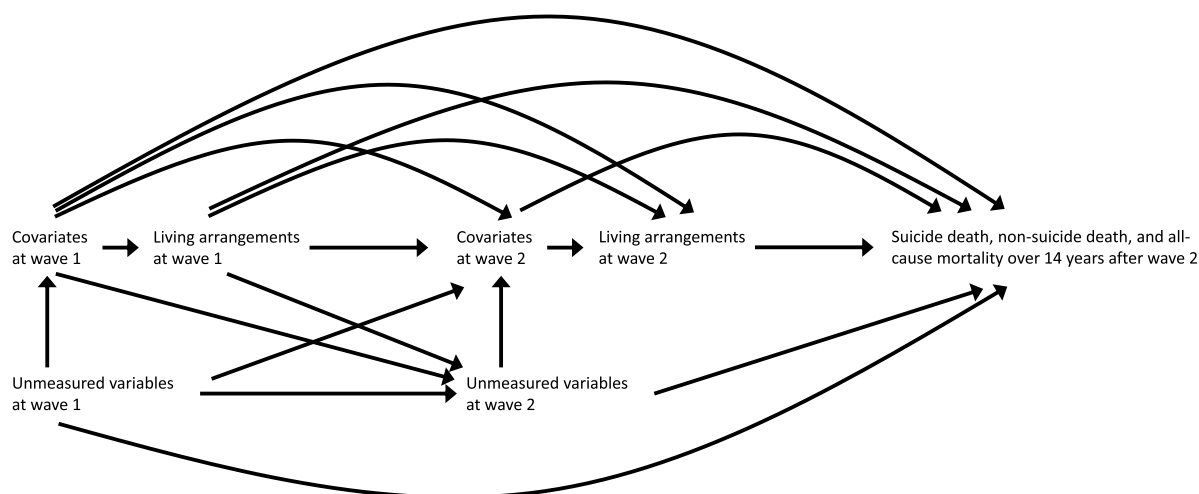 Covariates
at wave 1
Living arrangements
at wave 1
Covariates
at wave 2
Living arrangements
at wave 2
Suicide death, non-suicide death, and all-
cause mortality over 14 years after wave 2
Unmeasured variables
at wave 1
Unmeasured variables
at wave 2